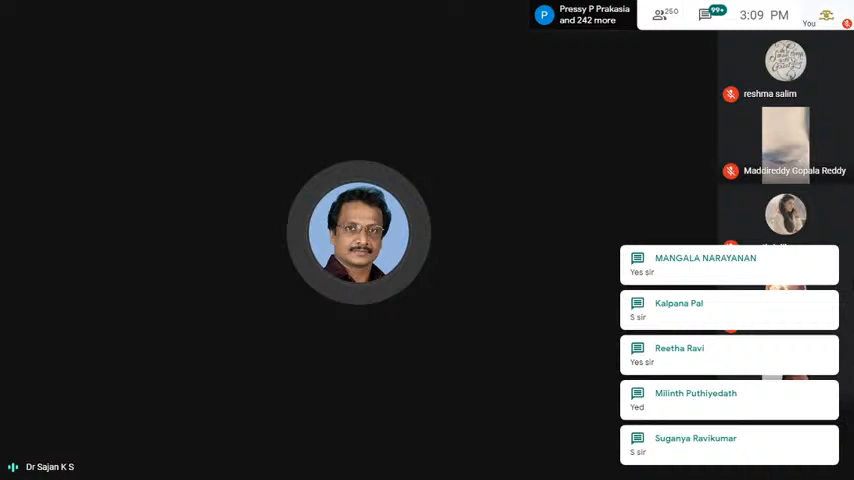 Pressy P Prakasia
and 242 more
250
99+
3:09 PM
You
reshma salim
Maddireddy Gopala Reddy
MANGALA NARAYANAN
Yes sir
Kalpana Pal
S sir
Reetha Ravi
Yes sir
Milinth Puthiyedath
Yed
Suganya Ravikumar
S sir
Dr Sajan K S
P